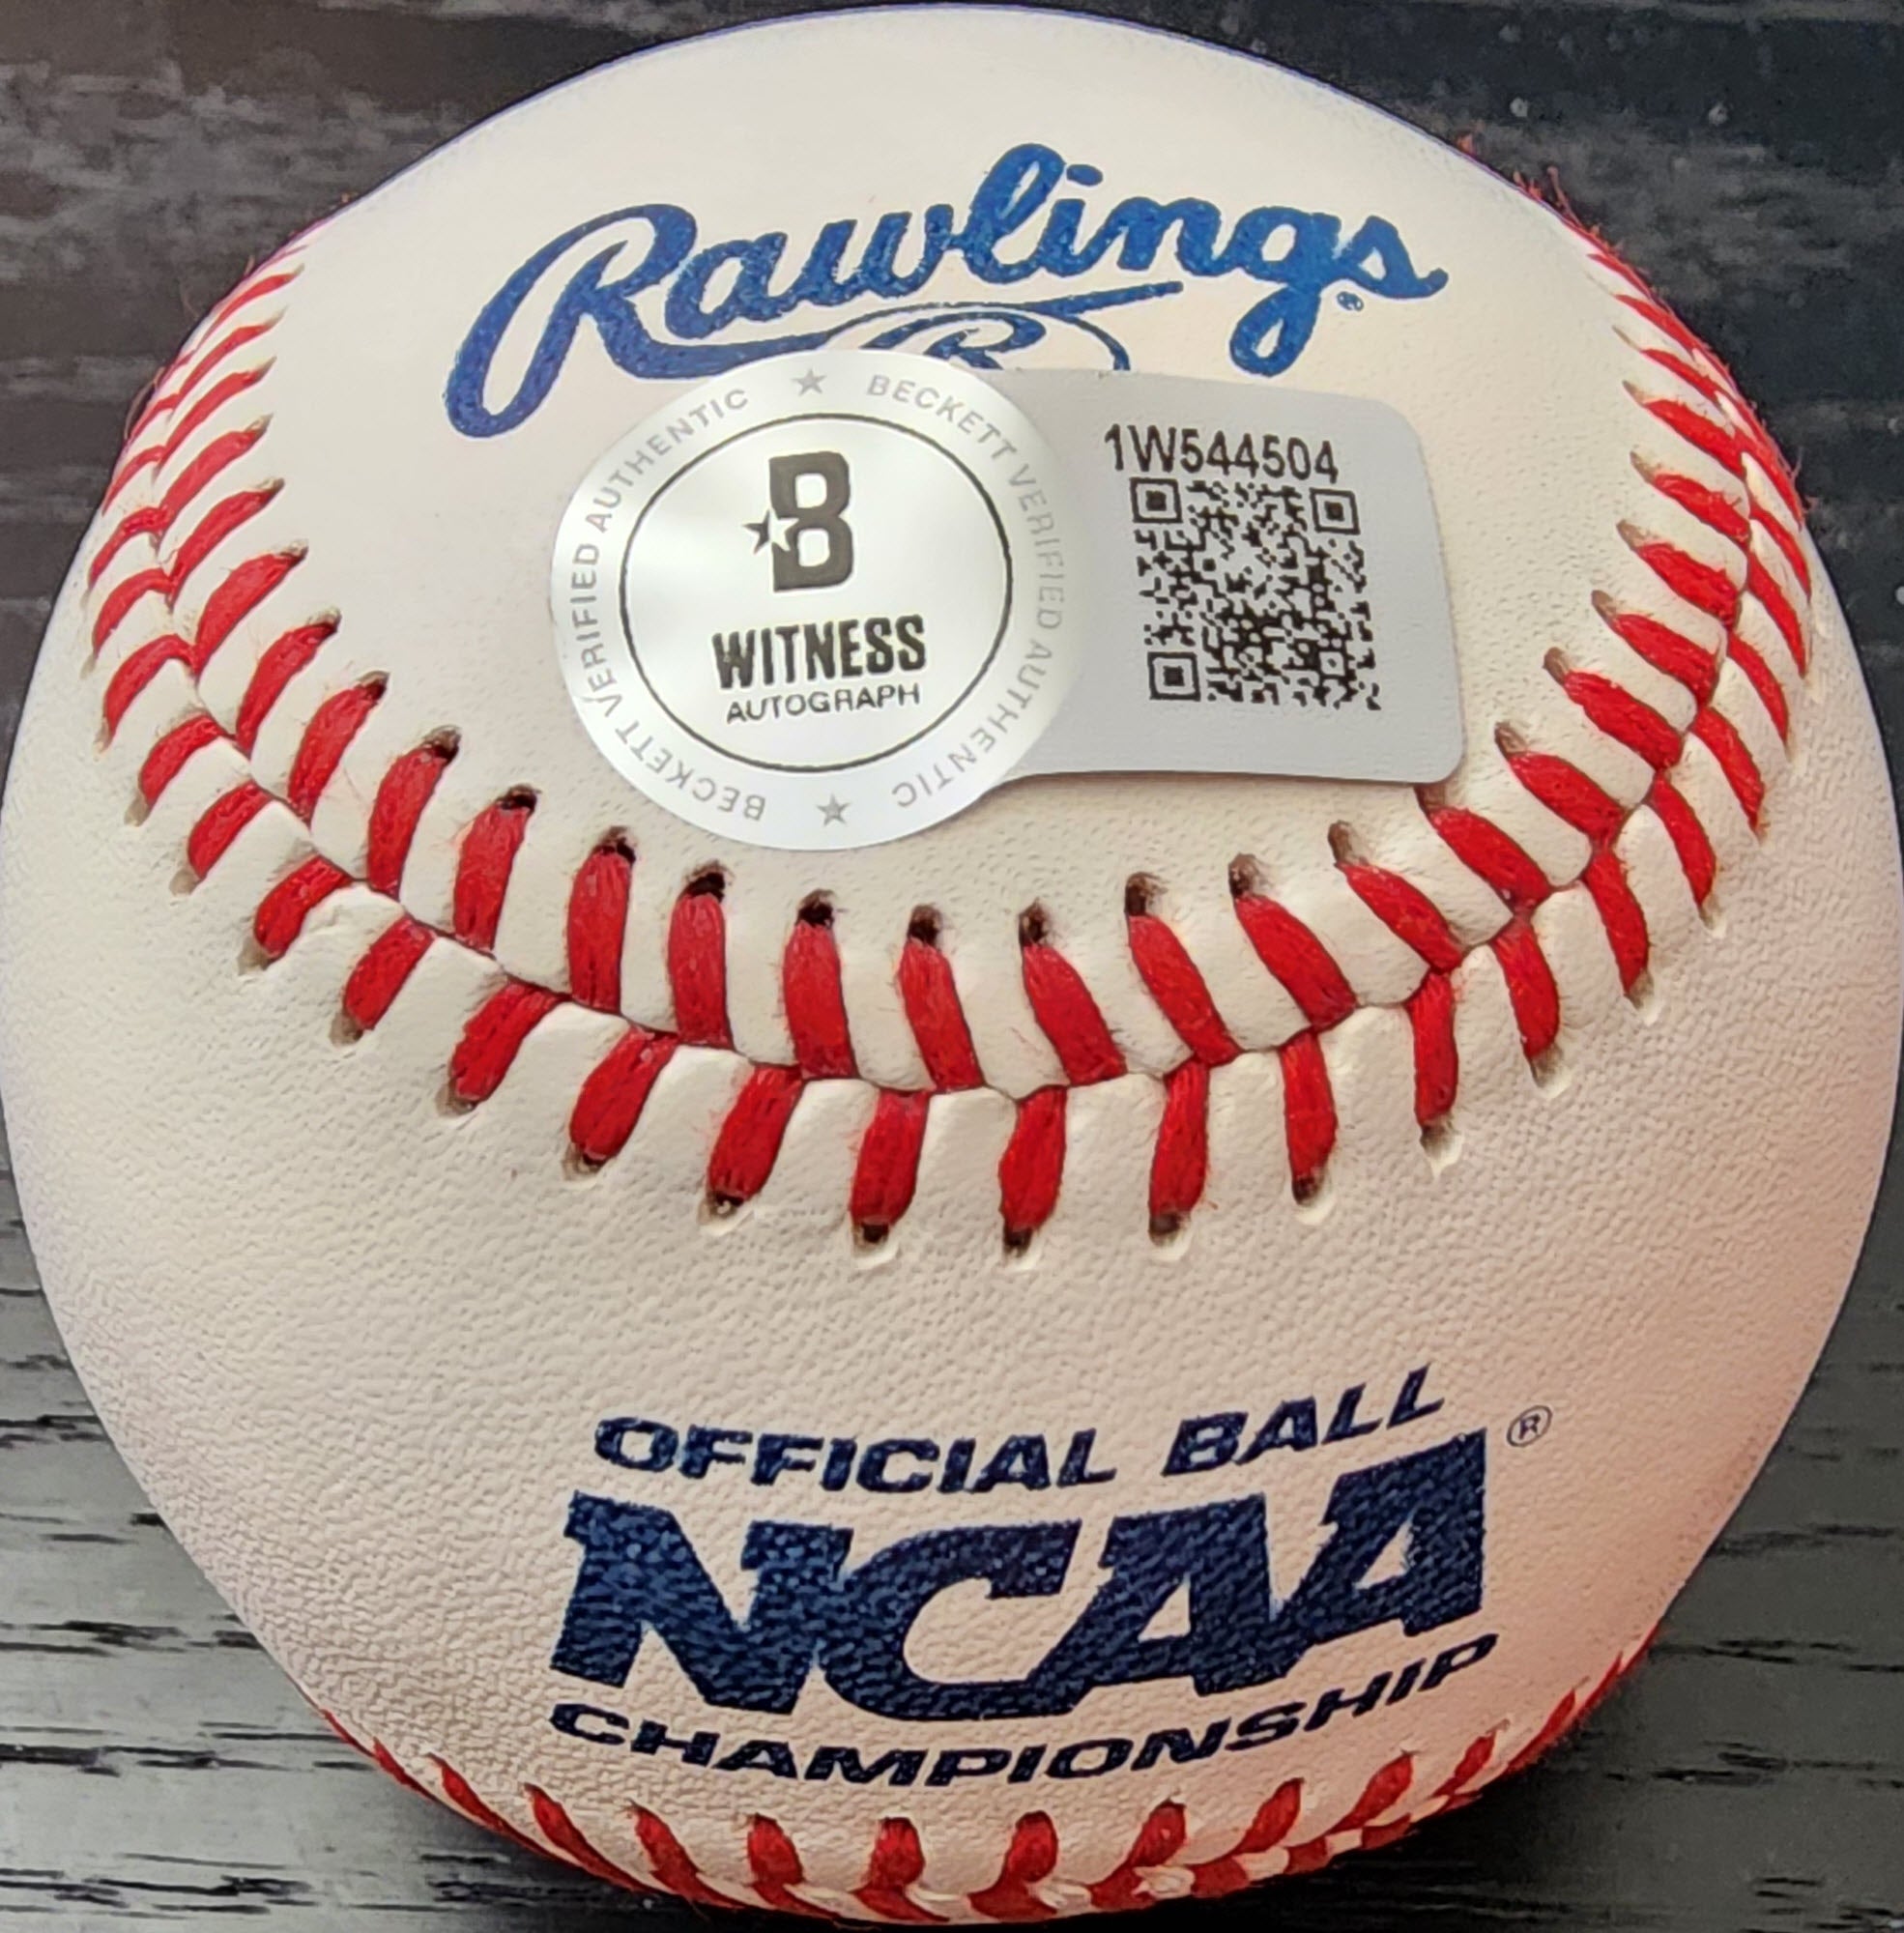 Rawlings®
R
BECKETT VERIFIED AUTHENTIC ★ BECKETT VERIFIED AUTHENTIC ★
B
WITNESS
AUTOGRAPH
1W544504
OFFICIAL BALL
NCAA®
CHAMPIONSHIP